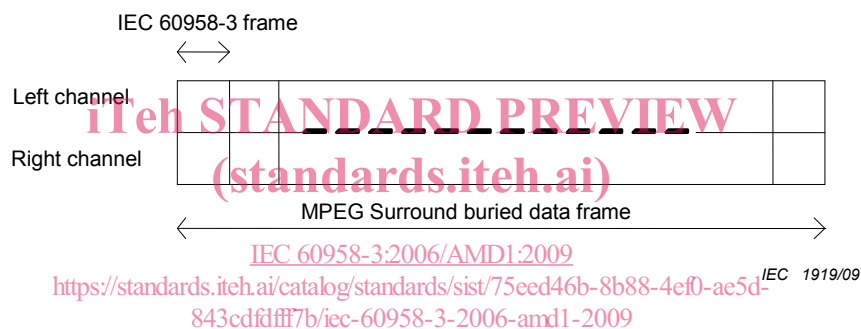 IEC 60958-3 frame
Left channel
iTeh STANDARD PREVIEW
Right channel
(standards.iteh.ai)
MPEG Surround buried data frame
IEC 60958-3:2006/AMD1:2009
IEC 1919/09
https://standards.iteh.ai/catalog/standards/sist/75eed46b-8b88-4ef0-ae5d-
843cdfdfff7b/iec-60958-3-2006-amd1-2009